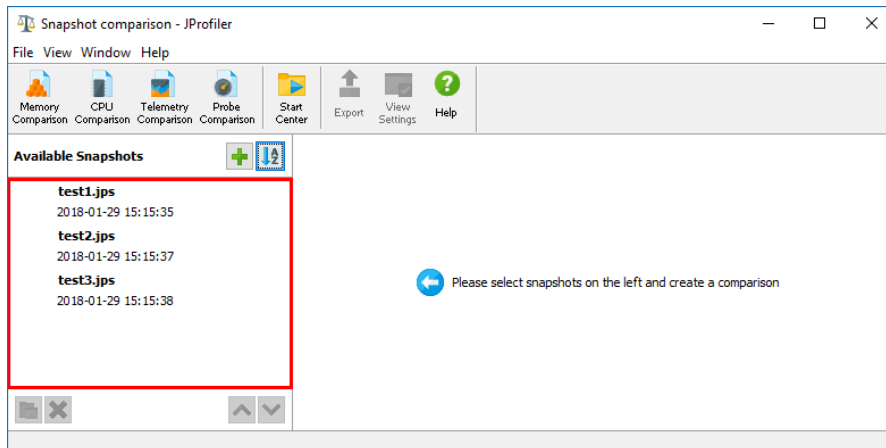 Snapshot comparison - JProfiler
File View Window Help
Memory Comparison
CPU Comparison
Telemetry Comparison
Probe Comparison
Start Center
Export
View Settings
Help
Available Snapshots
test1.jps
2018-01-29 15:15:35
test2.jps
2018-01-29 15:15:37
test3.jps
2018-01-29 15:15:38
Please select snapshots on the left and create a comparison